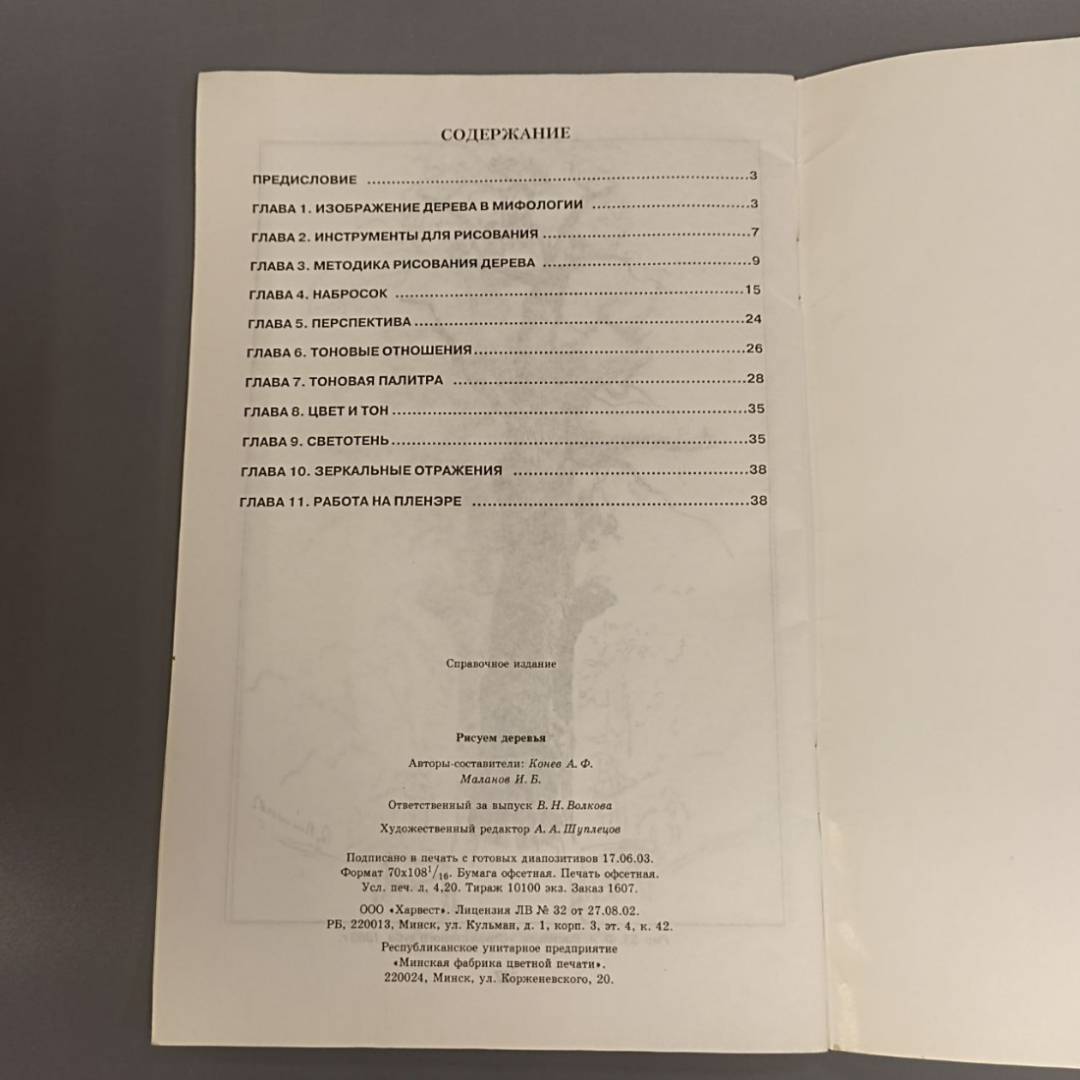 СОДЕРЖАНИЕ
ПРЕДИСЛОВИЕ ........ 3
ГЛАВА 1. ИЗОБРАЖЕНИЕ ДЕРЕВА В МИФОЛОГИИ ........ 3
ГЛАВА 2. ИНСТРУМЕНТЫ ДЛЯ РИСОВАНИЯ ........ 7
ГЛАВА 3. МЕТОДИКА РИСОВАНИЯ ДЕРЕВА ........ 9
ГЛАВА 4. НАБРОСОК ........ 15
ГЛАВА 5. ПЕРСПЕКТИВА ........ 24
ГЛАВА 6. ТОНОВЫЕ ОТНОШЕНИЯ ........ 26
ГЛАВА 7. ТОНОВАЯ ПАЛИТРА ........ 28
ГЛАВА 8. ЦВЕТ И ТОН ........ 35
ГЛАВА 9. СВЕТОТЕНЬ ........ 35
ГЛАВА 10. ЗЕРКАЛЬНЫЕ ОТРАЖЕНИЯ ........ 38
ГЛАВА 11. РАБОТА НА ПЛЕНЭРЕ ........ 38
Справочное издание
Рисуем деревья
Авторы-составители: Конев А. Ф.
Маланов И. Б.
Ответственный за выпуск В. Н. Волкова
Художественный редактор А. А. Шуплецов
Подписано в печать с готовых диапозитивов 17.06.03.
Формат 70х108¹/₁₆. Бумага офсетная. Печать офсетная.
Усл. печ. л. 4,20. Тираж 10100 экз. Заказ 1607.
ООО «Харвест». Лицензия ЛВ № 32 от 27.08.02.
РБ, 220013, Минск, ул. Кульман, д. 1, корп. 3, эт. 4, к. 42.
Республиканское унитарное предприятие
«Минская фабрика цветной печати».
220024, Минск, ул. Корженевского, 20.